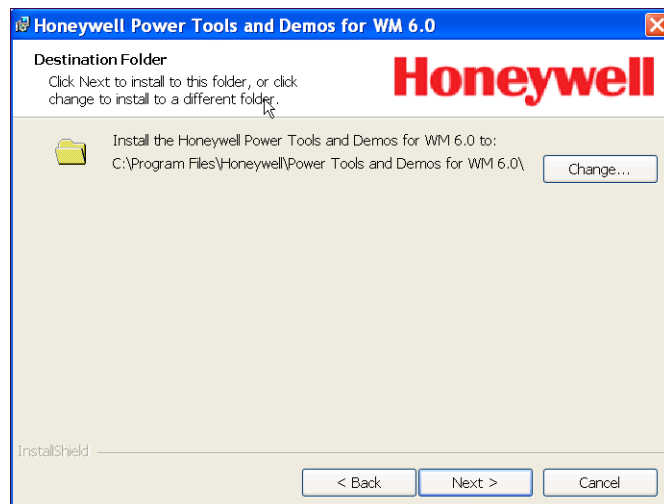 Honeywell Power Tools and Demos for WM 6.0
Destination Folder
Click Next to install to this folder, or click
change to install to a different folder.
Honeywell
Install the Honeywell Power Tools and Demos for WM 6.0 to:
C:\Program Files\Honeywell\Power Tools and Demos for WM 6.0\
Change...
InstallShield
< Back
Next >
Cancel